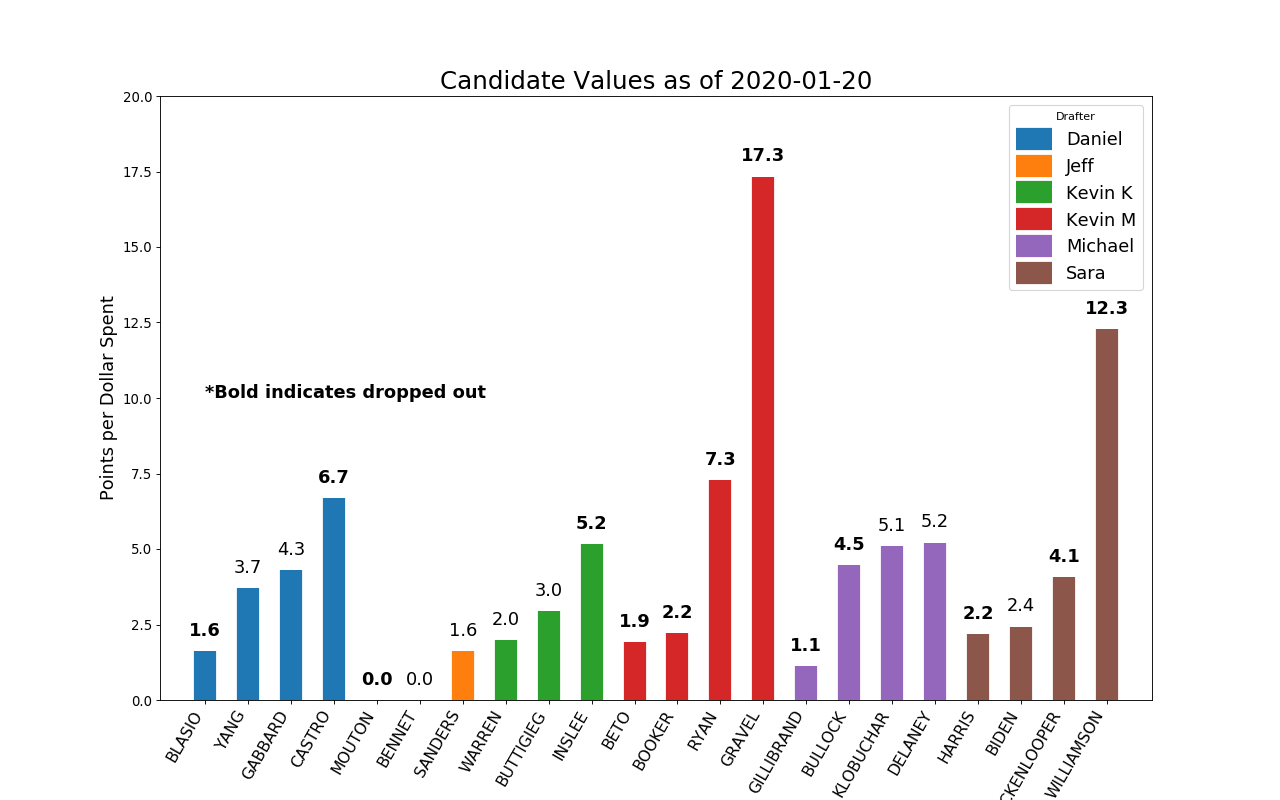 Candidate Values as of 2020-01-20
Points per Dollar Spent
20.0
17.5
15.0
12.5
10.0
7.5
5.0
2.5
0.0
Drafter
Daniel
Jeff
Kevin K
Kevin M
Michael
Sara
*Bold indicates dropped out
1.6
3.7
4.3
6.7
0.0
0.0
1.6
2.0
3.0
5.2
1.9
2.2
7.3
17.3
1.1
4.5
5.1
5.2
2.2
2.4
4.1
12.3
BLASIO
YANG
GABBARD
CASTRO
MOUTON
BENNET
SANDERS
WARREN
BUTTIGIEG
INSLEE
BETO
BOOKER
RYAN
GRAVEL
GILLIBRAND
BULLOCK
KLOBUCHAR
DELANEY
HARRIS
BIDEN
CKENLOOPER
WILLIAMSON